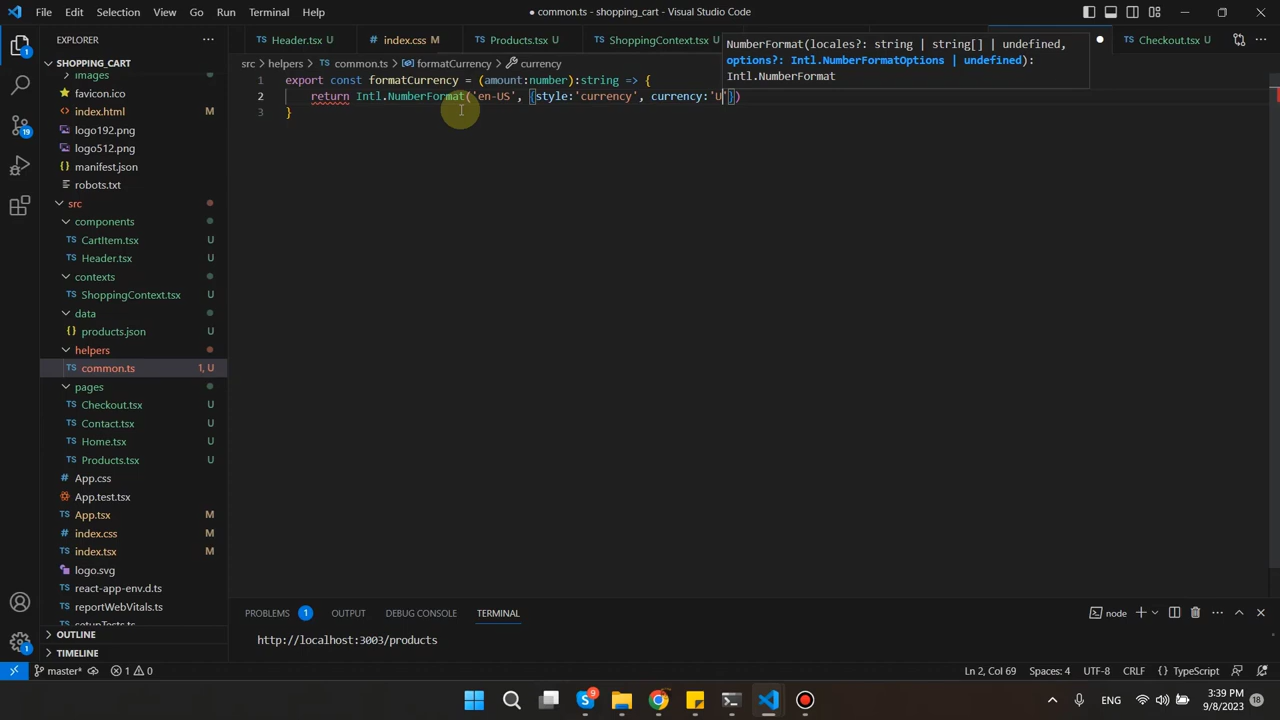 File Edit Selection View Go Run Terminal Help
common.ts - shopping_cart - Visual Studio Code
EXPLORER
SHOPPING_CART
images
favicon.ico
index.html M
logo192.png
logo512.png
manifest.json
robots.txt
src
components
CartItem.tsx U
Header.tsx U
contexts
ShoppingContext.tsx U
data
products.json U
helpers
common.ts 1, U
pages
Checkout.tsx U
Contact.tsx U
Home.tsx U
Products.tsx U
App.css
App.test.tsx
App.tsx M
index.css M
index.tsx M
logo.svg
react-app-env.d.ts
reportWebVitals.ts
setupTests.ts
OUTLINE
TIMELINE
Header.tsx U
index.css M
Products.tsx U
ShoppingContext.tsx U
Checkout.tsx U
NumberFormat(locales?: string | string[] | undefined,
options?: Intl.NumberFormatOptions | undefined):
Intl.NumberFormat
src > helpers > TS common.ts > formatCurrency > currency
1 export const formatCurrency = (amount:number):string => {
2 return Intl.NumberFormat('en-US', {style:'currency', currency:'U'})
3 }
PROBLEMS 1 OUTPUT DEBUG CONSOLE TERMINAL
node
http://localhost:3003/products
master* 1 0
Ln 2, Col 69 Spaces: 4 UTF-8 CRLF {} TypeScript
ENG
3:39 PM
9/8/2023
18